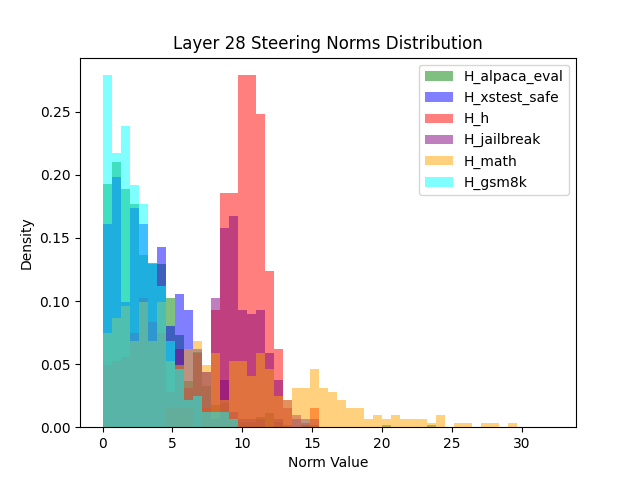 Layer 28 Steering Norms Distribution
H_alpaca_eval
H_xstest_safe
H_h
H_jailbreak
H_math
H_gsm8k
Density
0.25
0.20
0.15
0.10
0.05
0.00
0 5 10 15 20 25 30
Norm Value